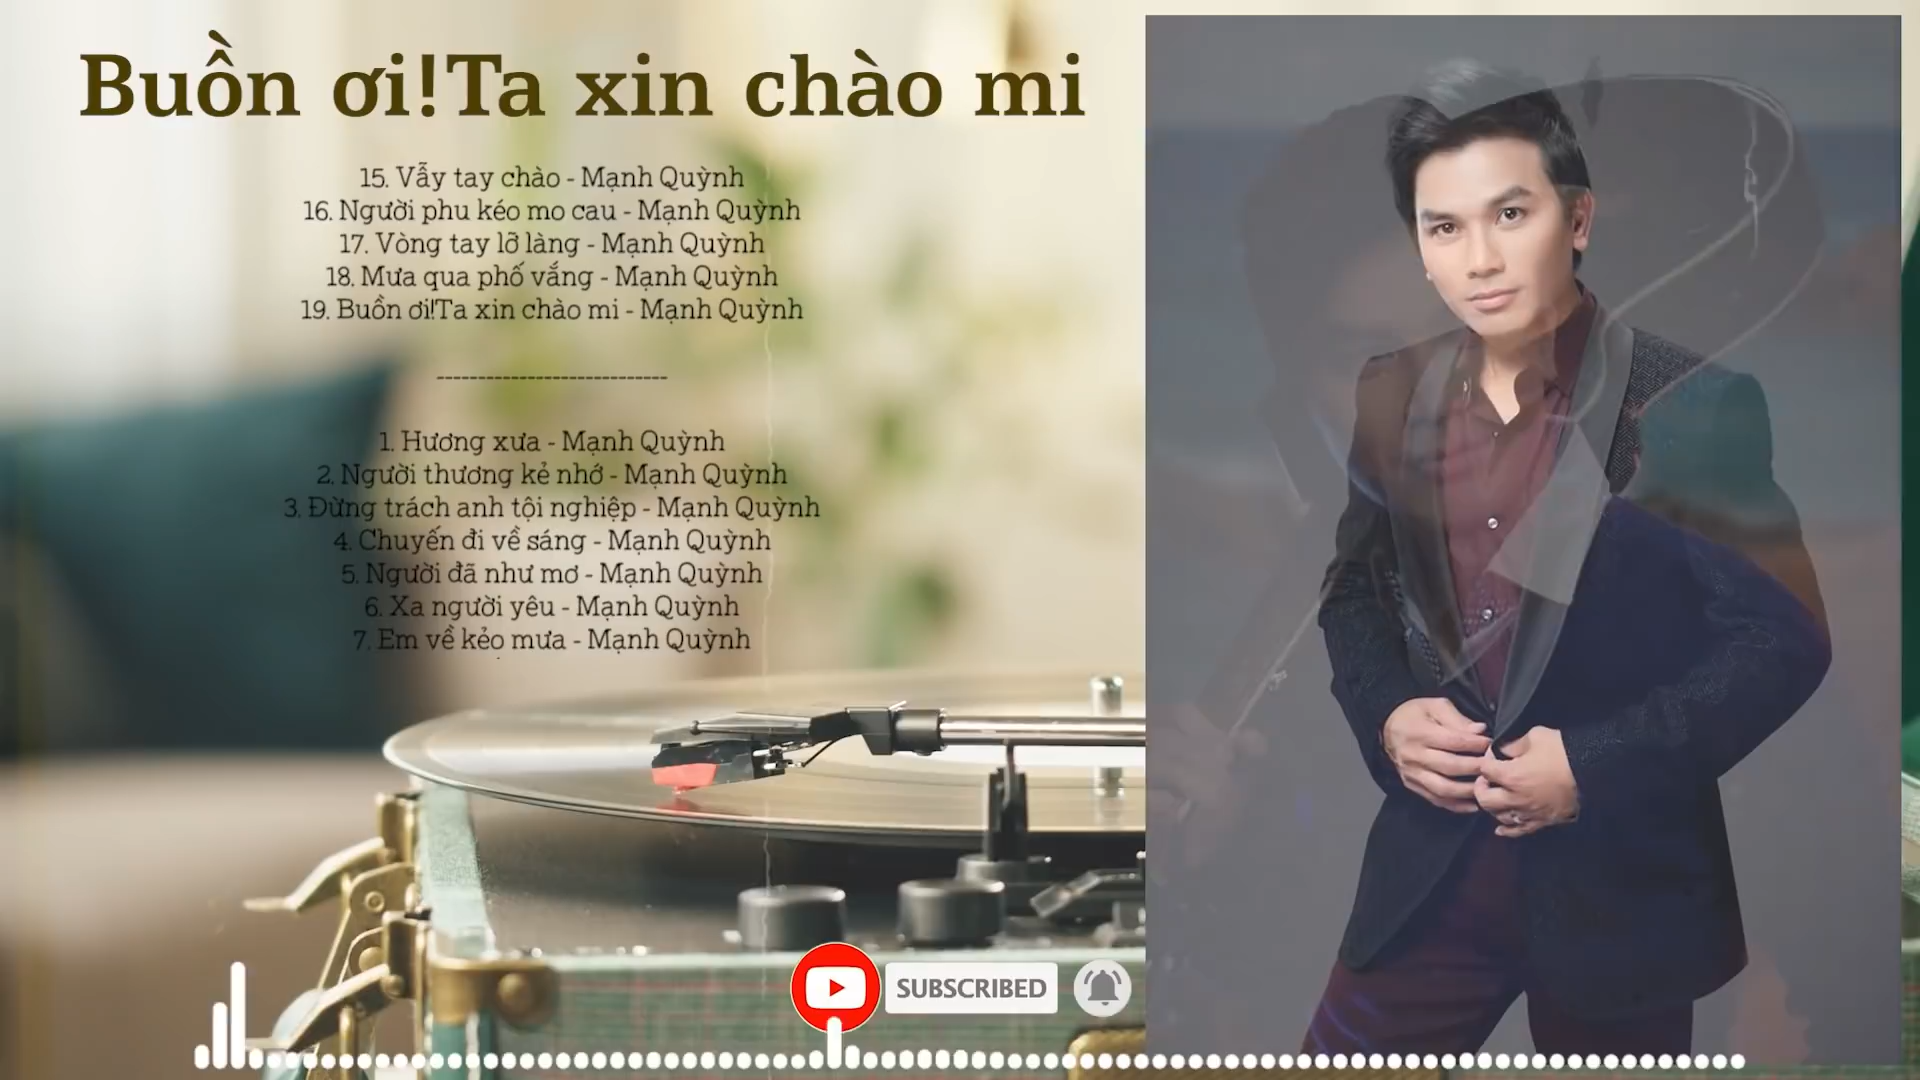 Buồn ơi!Ta xin chào mi
15. Vẫy tay chào - Mạnh Quỳnh
16. Người phu kéo mo cau - Mạnh Quỳnh
17. Vòng tay lỡ làng - Mạnh Quỳnh
18. Mưa qua phố vắng - Mạnh Quỳnh
19. Buồn ơi!Ta xin chào mi - Mạnh Quỳnh
----------------------------
1. Hương xưa - Mạnh Quỳnh
2. Người thương kẻ nhớ - Mạnh Quỳnh
3. Đừng trách anh tội nghiệp - Mạnh Quỳnh
4. Chuyến đi về sáng - Mạnh Quỳnh
5. Người đã như mơ - Mạnh Quỳnh
6. Xa người yêu - Mạnh Quỳnh
7. Em về kẻo mưa - Mạnh Quỳnh
SUBSCRIBED